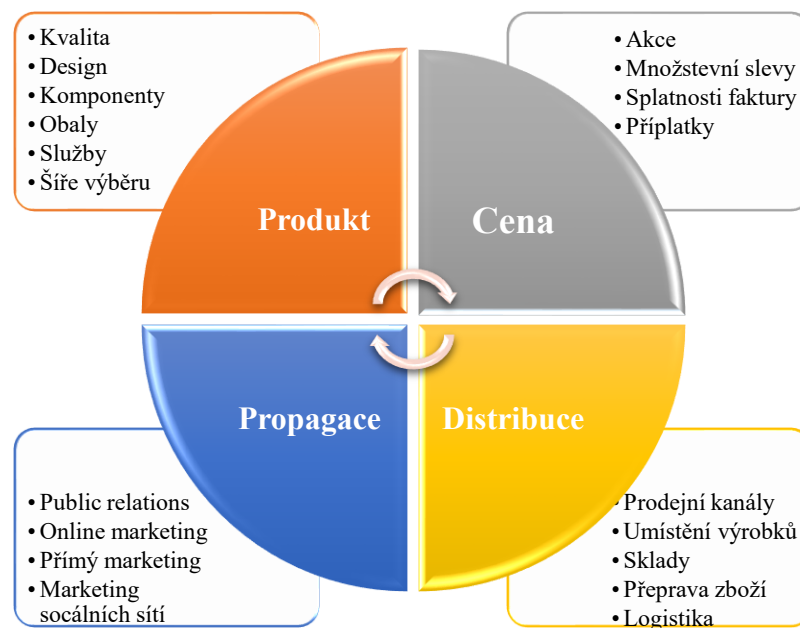 • Kvalita
• Design
• Komponenty
• Obaly
• Služby
• Šíře výběru
Produkt
• Akce
• Množstevní slevy
• Splatnosti faktury
• Příplatky
Cena
Propagace
• Public relations
• Online marketing
• Přímý marketing
• Marketing
socálních sítí
Distribuce
• Prodejní kanály
• Umístění výrobků
• Sklady
• Přeprava zboží
• Logistika